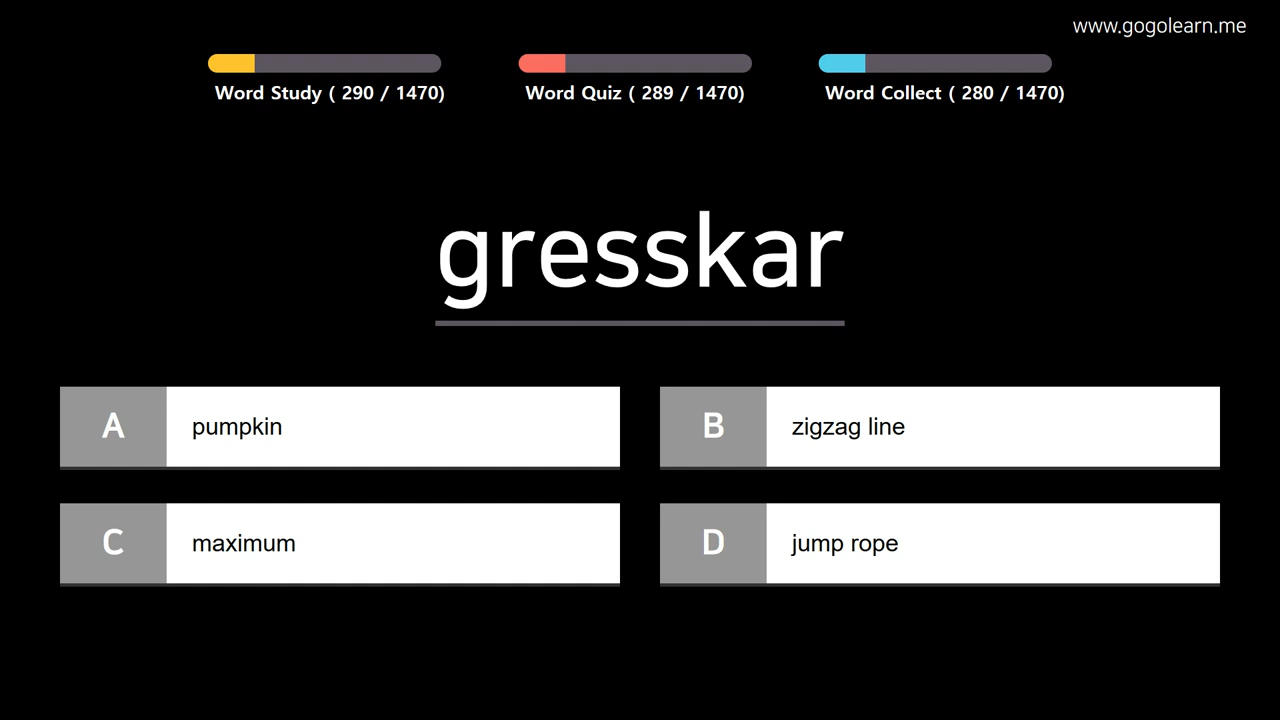 www.gogolearn.me
Word Study ( 290 / 1470)
Word Quiz ( 289 / 1470)
Word Collect ( 280 / 1470)
gresskar
A pumpkin
B zigzag line
C maximum
D jump rope